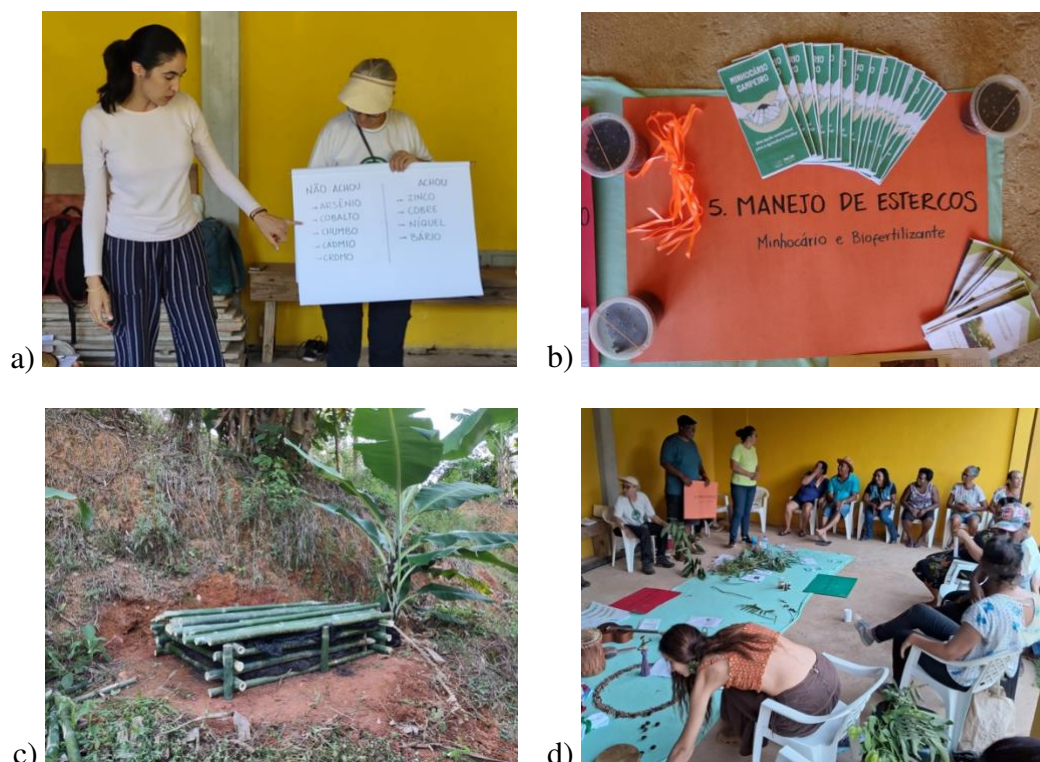 NÃO ACHOU
- ARSÊNIO
- COBALTO
- CHUMBO
- CÁDMIO
- CROMO
ACHOU
- ZINCO
- COBRE
- NÍQUEL
- BÁRIO
a)
MINHOCÁRIO
CAMPEIRO
5. MANEJO DE ESTERCOS
Minhocário e Biofertilizante
b)
c)
d)